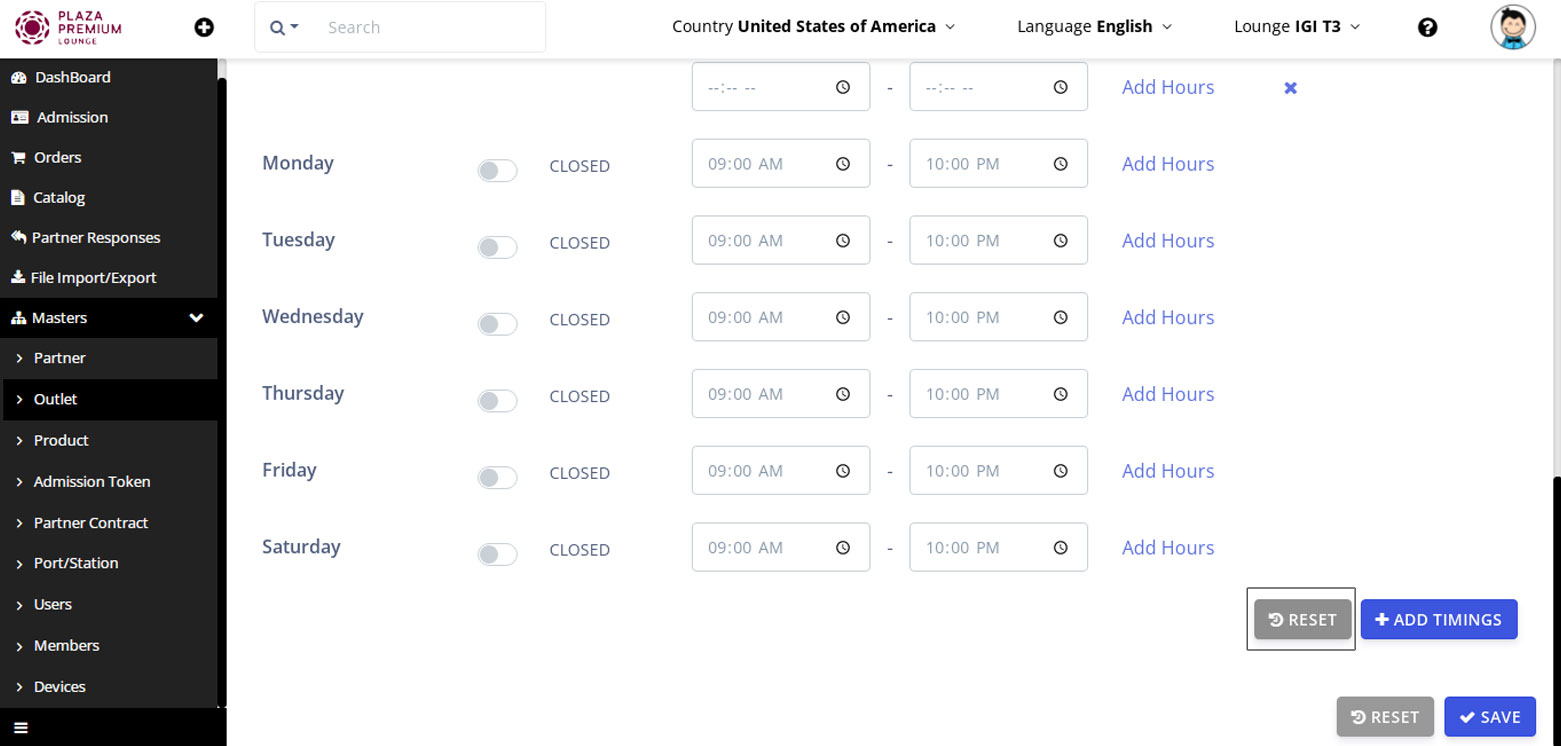 PLAZA
PREMIUM
LOUNGE
Search
Country United States of America
Language English
Lounge IGI T3
DashBoard
Admission
Orders
Catalog
Partner Responses
File Import/Export
Masters
Partner
Outlet
Product
Admission Token
Partner Contract
Port/Station
Users
Members
Devices
--:-- -- - --:-- -- Add Hours
Monday CLOSED 09:00 AM - 10:00 PM Add Hours
Tuesday CLOSED 09:00 AM - 10:00 PM Add Hours
Wednesday CLOSED 09:00 AM - 10:00 PM Add Hours
Thursday CLOSED 09:00 AM - 10:00 PM Add Hours
Friday CLOSED 09:00 AM - 10:00 PM Add Hours
Saturday CLOSED 09:00 AM - 10:00 PM Add Hours
RESET ADD TIMINGS
RESET SAVE